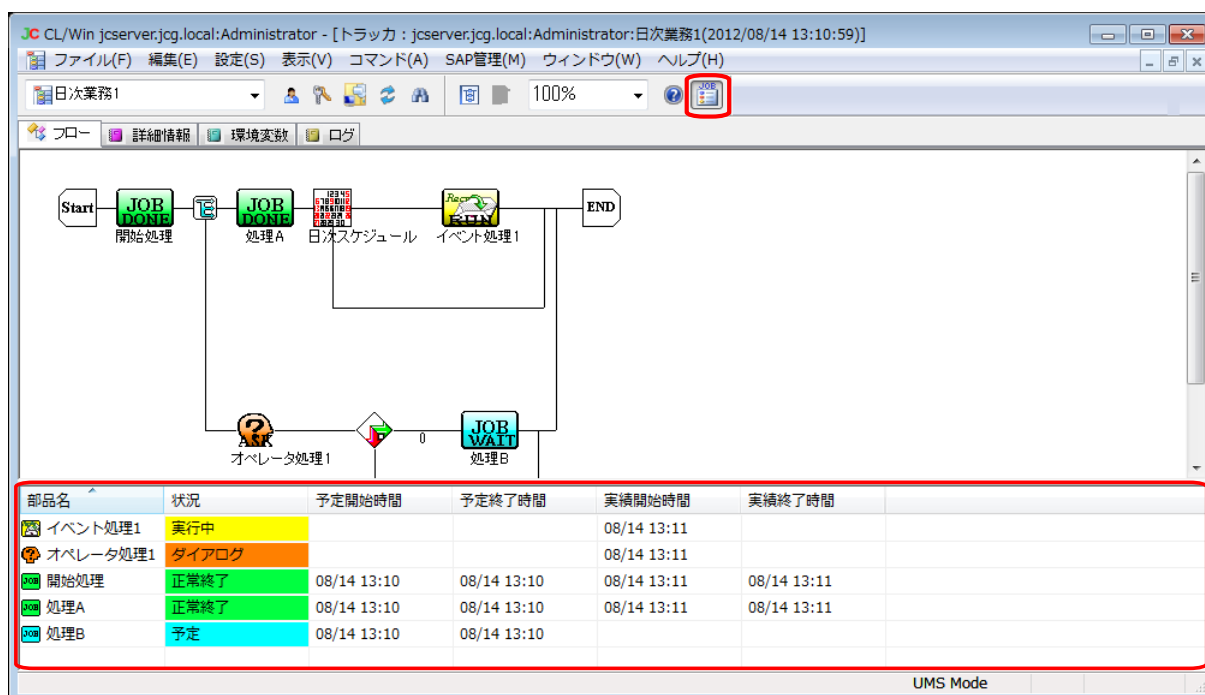 JC CL/Win jcserver.jcg.local:Administrator - [トラッカ : jcserver.jcg.local:Administrator:日次業務1(2012/08/14 13:10:59)]
ファイル(F) 編集(E) 設定(S) 表示(V) コマンド(A) SAP管理(M) ウィンドウ(W) ヘルプ(H)
日次業務1 100% JOB
フロー 詳細情報 環境変数 ログ
Start JOB DONE JOB DONE RUN END
開始処理 処理A 日次スケジュール イベント処理1
ASK 0 JOB WAIT
オペレータ処理1 処理B
部品名 状況 予定開始時間 予定終了時間 実績開始時間 実績終了時間
イベント処理1 実行中 08/14 13:11
オペレータ処理1 ダイアログ 08/14 13:11
JOB 開始処理 正常終了 08/14 13:10 08/14 13:10 08/14 13:11 08/14 13:11
JOB 処理A 正常終了 08/14 13:10 08/14 13:10 08/14 13:11 08/14 13:11
JOB 処理B 予定 08/14 13:10 08/14 13:10
UMS Mode